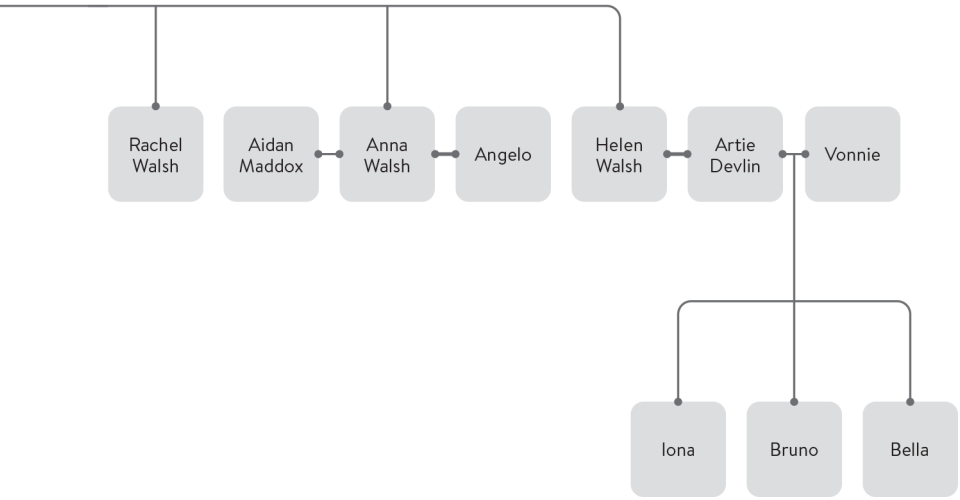 Rachel
Walsh
Aidan
Maddox
Anna
Walsh
Angelo
Helen
Walsh
Artie
Devlin
Vonnie
Iona
Bruno
Bella